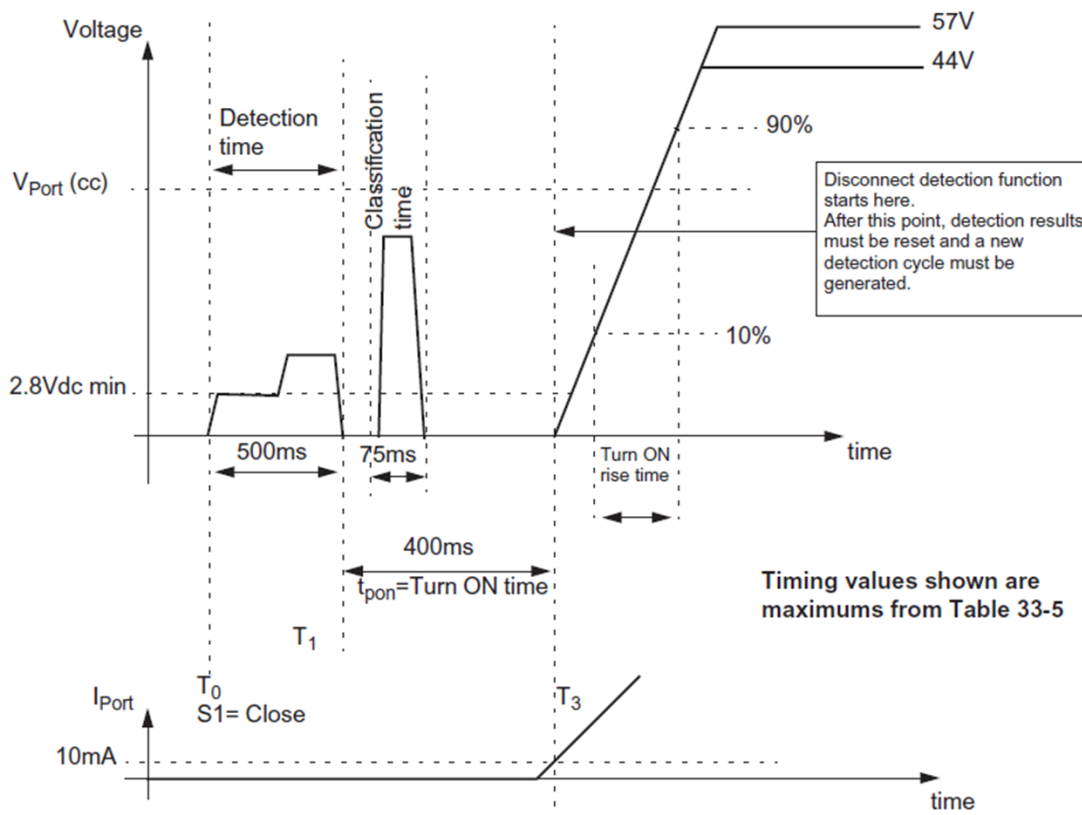 Voltage
57V
44V
Detection
time
Classification
time
90%
V_Port (cc)
Disconnect detection function
starts here.
After this point, detection results
must be reset and a new
detection cycle must be
generated.
10%
2.8Vdc min
time
500ms
75ms
Turn ON
rise time
400ms
t_pon=Turn ON time
Timing values shown are
maximums from Table 33-5
T_1
T_0
S1= Close
I_Port
T_3
10mA
time